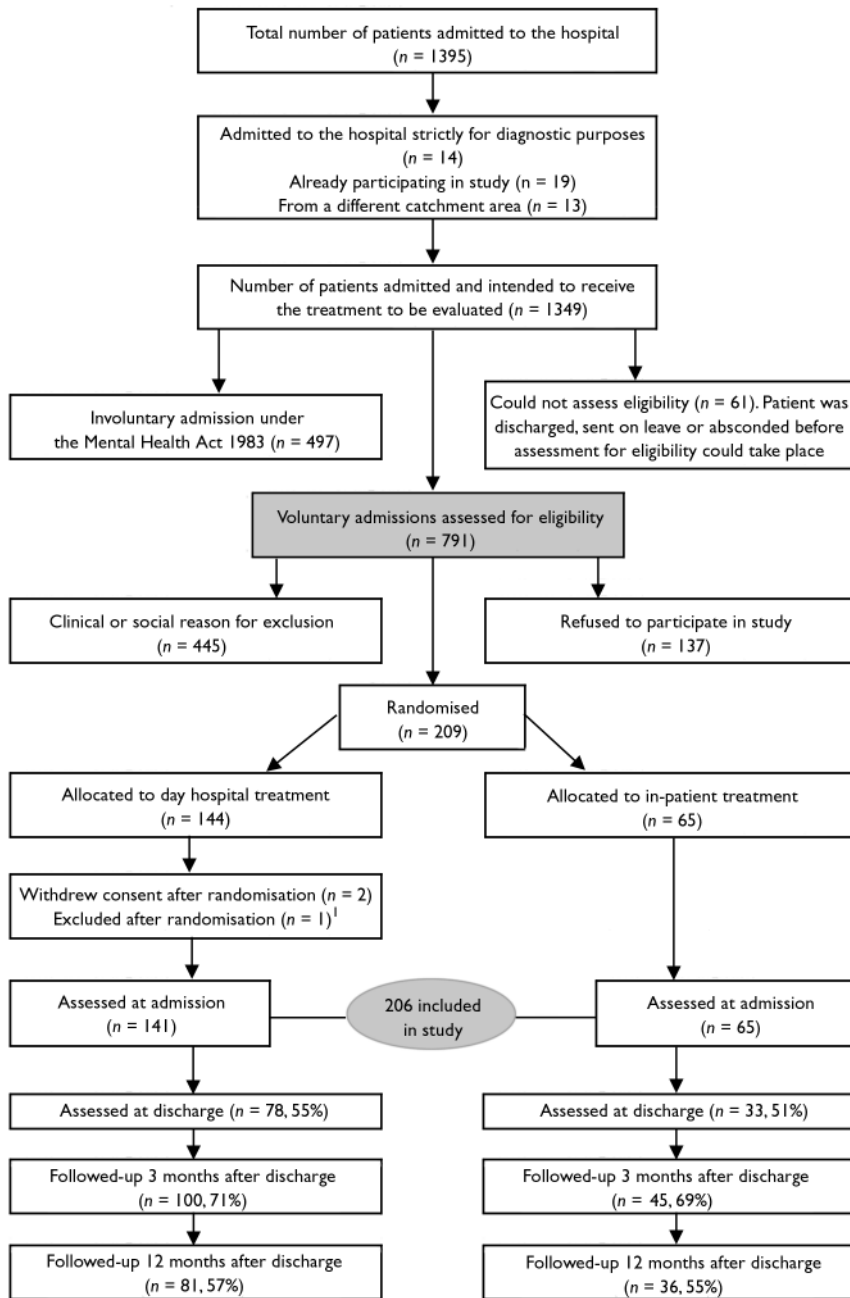 Total number of patients admitted to the hospital
(n = 1395)
Admitted to the hospital strictly for diagnostic purposes
(n = 14)
Already participating in study (n = 19)
From a different catchment area (n = 13)
Number of patients admitted and intended to receive
the treatment to be evaluated (n = 1349)
Involuntary admission under
the Mental Health Act 1983 (n = 497)
Could not assess eligibility (n = 61). Patient was
discharged, sent on leave or absconded before
assessment for eligibility could take place
Voluntary admissions assessed for eligibility
(n = 791)
Clinical or social reason for exclusion
(n = 445)
Refused to participate in study
(n = 137)
Randomised
(n = 209)
Allocated to day hospital treatment
(n = 144)
Allocated to in-patient treatment
(n = 65)
Withdrew consent after randomisation (n = 2)
Excluded after randomisation (n = 1)¹
Assessed at admission
(n = 141)
206 included
in study
Assessed at admission
(n = 65)
Assessed at discharge (n = 78, 55%)
Assessed at discharge (n = 33, 51%)
Followed-up 3 months after discharge
(n = 100, 71%)
Followed-up 3 months after discharge
(n = 45, 69%)
Followed-up 12 months after discharge
(n = 81, 57%)
Followed-up 12 months after discharge
(n = 36, 55%)